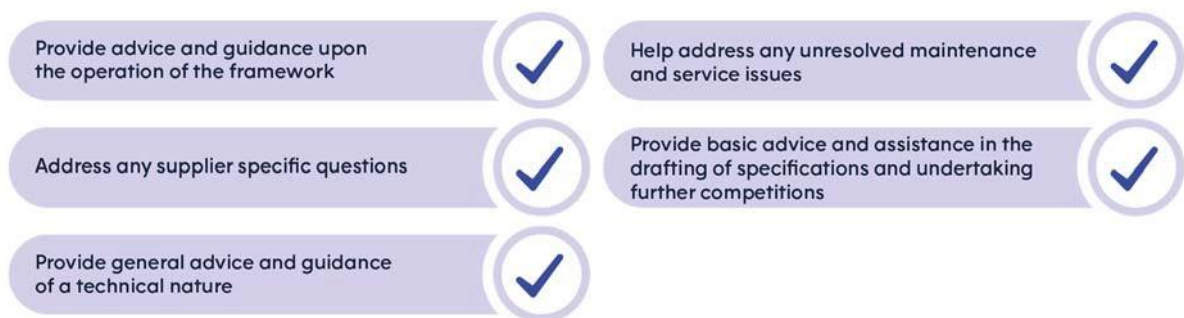 Provide advice and guidance upon
the operation of the framework
Address any supplier specific questions
Provide general advice and guidance
of a technical nature
Help address any unresolved maintenance
and service issues
Provide basic advice and assistance in the
drafting of specifications and undertaking
further competitions